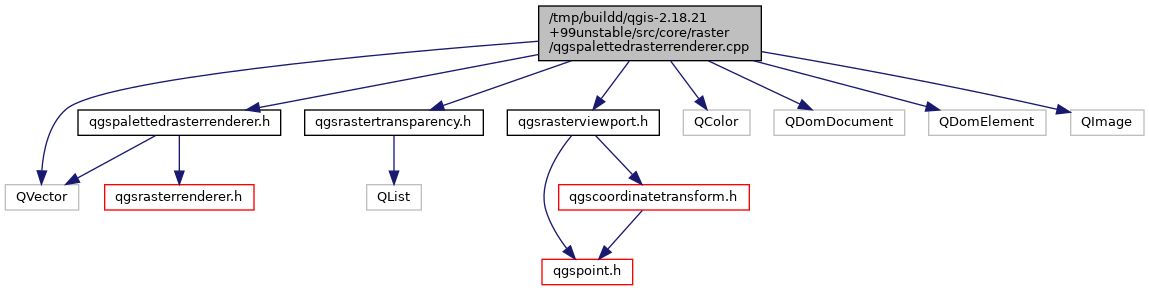 /tmp/buildd/qgis-2.18.21
+99unstable/src/core/raster
/qgspalettedrasterrenderer.cpp
qgspalettedrasterrenderer.h
qgsrastertransparency.h
qgsrasterviewport.h
QColor
QDomDocument
QDomElement
QImage
QVector
qgsrasterrenderer.h
QList
qgscoordinatetransform.h
qgspoint.h